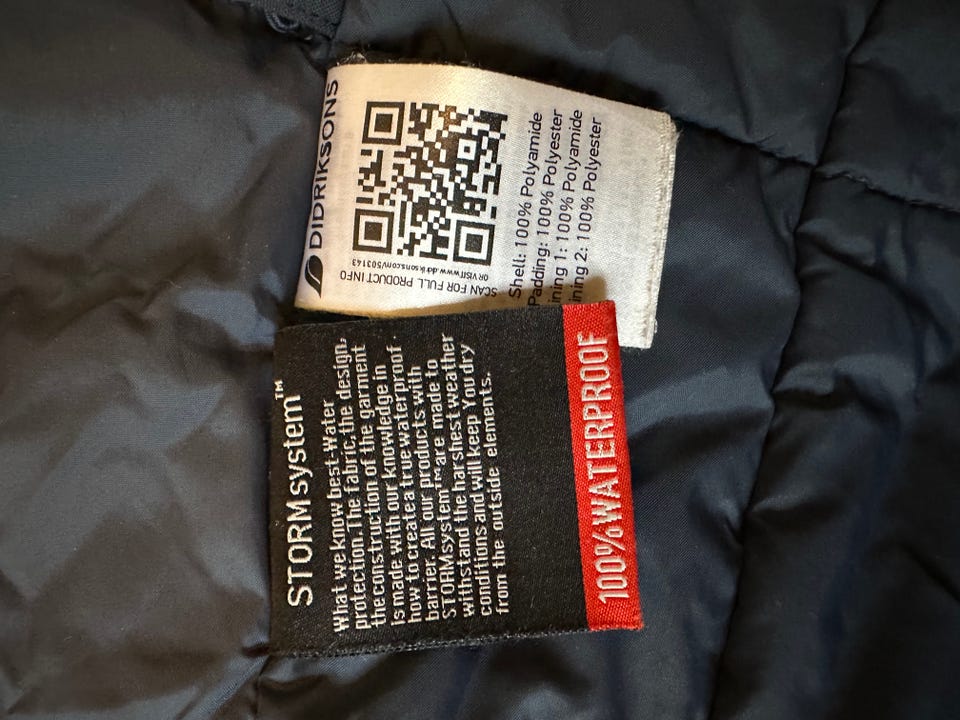 DIDRIKSONS
SCAN FOR FULL PRODUCT INFO
OR VISIT www.didriksons.com/503143
Shell: 100% Polyamide
Padding: 100% Polyester
ining 1: 100% Polyamide
ining 2: 100% Polyester
STORMsystem™
What we know best. Water
protection. The fabric, the design,
the construction of the garment
is made with our knowledge in
how to create a true waterproof
barrier. All our products with
STORMsystem™ are made to
withstand the harshest weather
conditions and will keep You dry
from the outside elements.
100% WATERPROOF